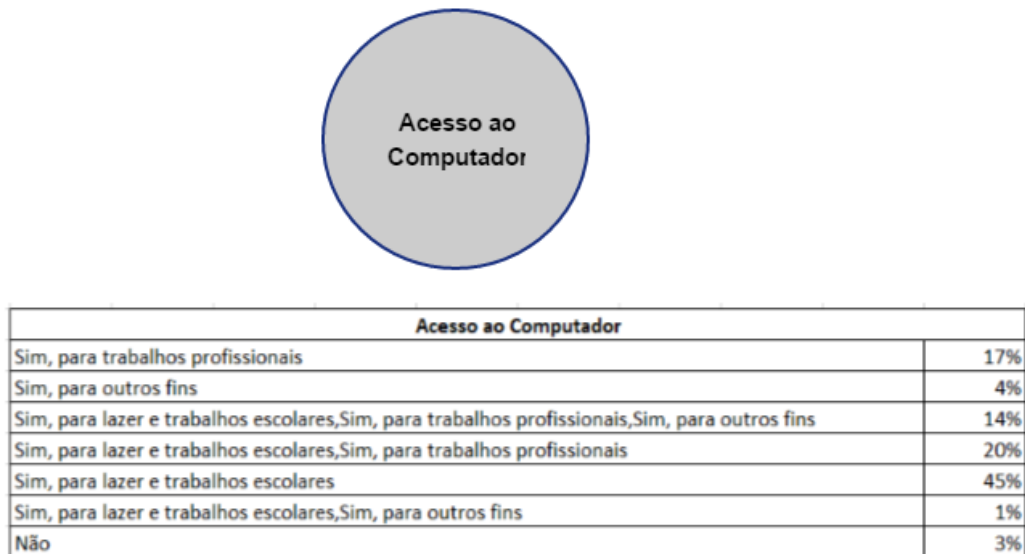 Acesso ao
Computador
Acesso ao Computador
Sim, para trabalhos profissionais 17%
Sim, para outros fins 4%
Sim, para lazer e trabalhos escolares,Sim, para trabalhos profissionais,Sim, para outros fins 14%
Sim, para lazer e trabalhos escolares,Sim, para trabalhos profissionais 20%
Sim, para lazer e trabalhos escolares 45%
Sim, para lazer e trabalhos escolares,Sim, para outros fins 1%
Não 3%